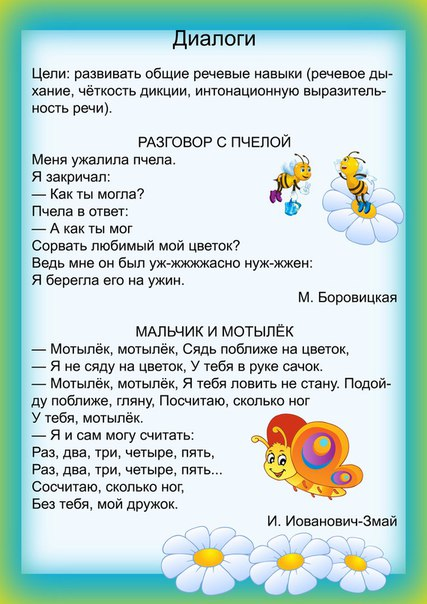 Диалоги
Цели: развивать общие речевые навыки (речевое ды-
хание, чёткость дикции, интонационную выразитель-
ность речи).
РАЗГОВОР С ПЧЕЛОЙ
Меня ужалила пчела.
Я закричал:
— Как ты могла?
Пчела в ответ:
— А как ты мог
Сорвать любимый мой цветок?
Ведь мне он был уж-жжжжасно нуж-жжен:
Я берегла его на ужин.
М. Боровицкая
МАЛЬЧИК И МОТЫЛЁК
— Мотылёк, мотылёк, Сядь поближе на цветок,
— Я не сяду на цветок, У тебя в руке сачок.
— Мотылёк, мотылёк, Я тебя ловить не стану. Подой-
ду поближе, гляну, Посчитаю, сколько ног
У тебя, мотылёк.
— Я и сам могу считать:
Раз, два, три, четыре, пять,
Раз, два, три, четыре, пять...
Сосчитаю, сколько ног,
Без тебя, мой дружок.
И. Иованович-Змай